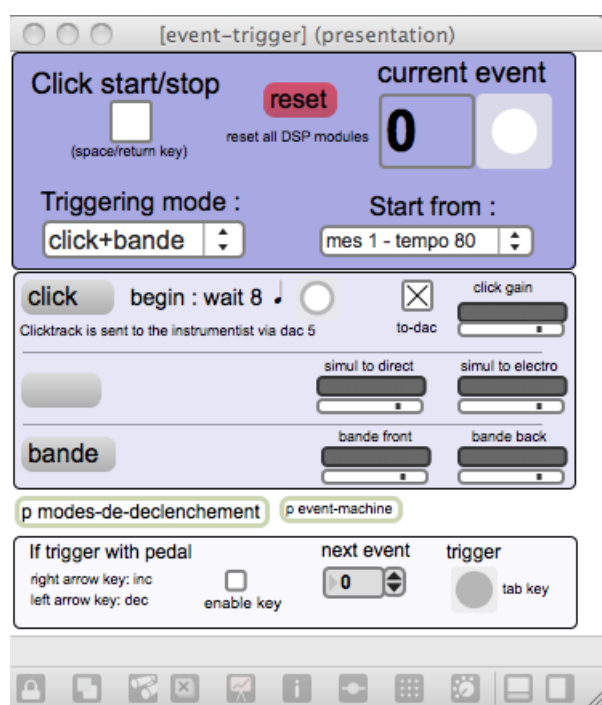 [event-trigger] (presentation)
Click start/stop
reset
current event
(space/return key)
reset all DSP modules
0
Triggering mode :
Start from :
click+bande
mes 1 - tempo 80
click
begin : wait 8 ♩
click gain
Clicktrack is sent to the instrumentist via dac 5
to-dac
simul to direct
simul to electro
bande
bande front
bande back
p modes-de-declenchement
p event-machine
If trigger with pedal
next event
trigger
right arrow key: inc
left arrow key: dec
enable key
0
tab key